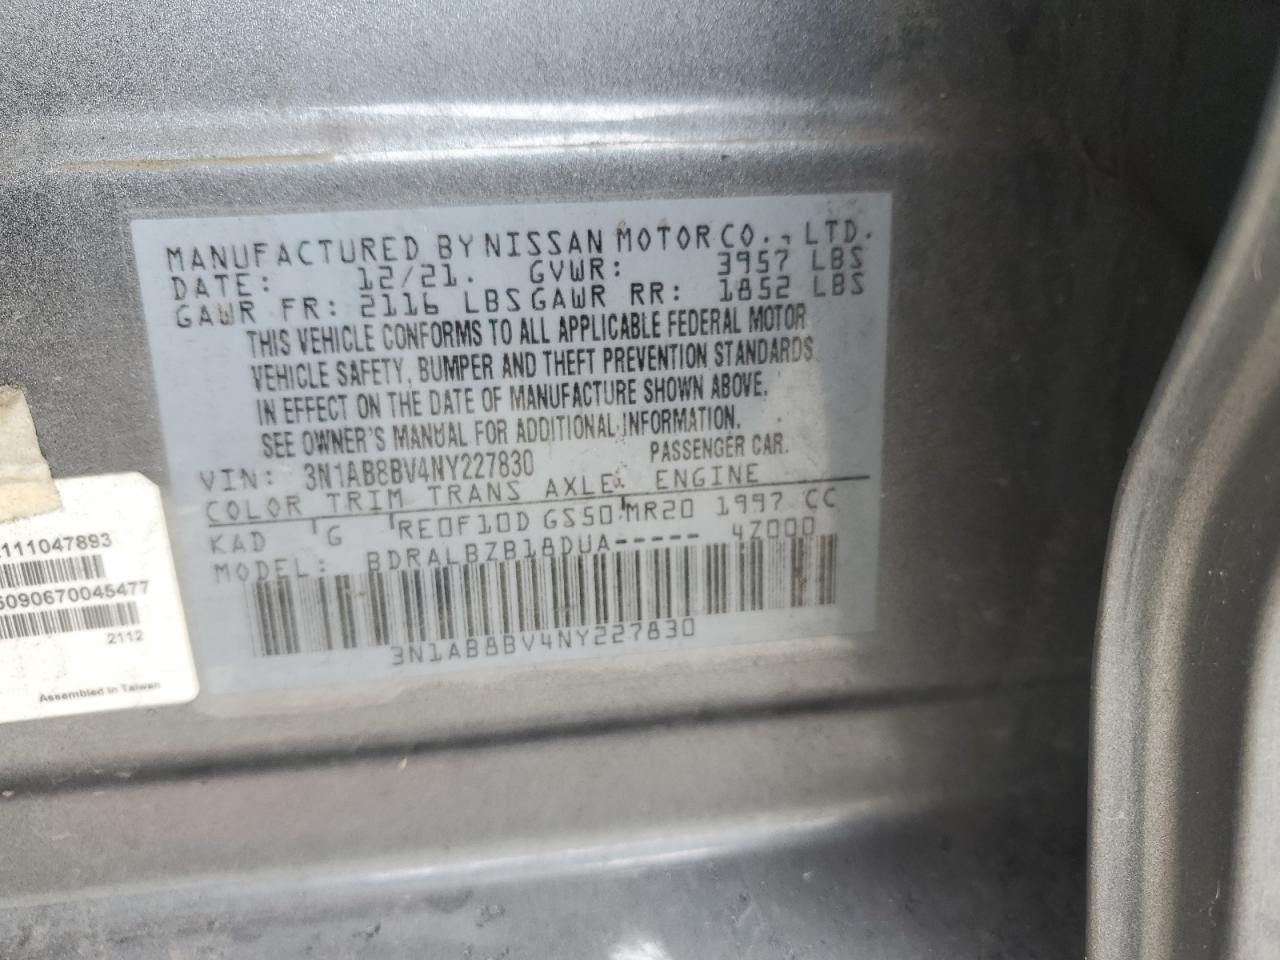 MANUFACTURED BY NISSAN MOTOR CO., LTD.
DATE: 12/21. GVWR: 3957 LBS
GAWR FR: 2116 LBS GAWR RR: 1852 LBS
THIS VEHICLE CONFORMS TO ALL APPLICABLE FEDERAL MOTOR
VEHICLE SAFETY, BUMPER AND THEFT PREVENTION STANDARDS
IN EFFECT ON THE DATE OF MANUFACTURE SHOWN ABOVE.
SEE OWNER'S MANUAL FOR ADDITIONAL INFORMATION.
PASSENGER CAR.
VIN: 3N1AB8BV4NY227830
COLOR TRIM TRANS AXLE ENGINE
KAD G RE0F10D GS50 MR20 1997 CC
MODEL: BDRALBZB18DUA----- 4Z000
3N1AB8BV4NY227830
111047893
5090670045477
2112
Assembled in Taiwan